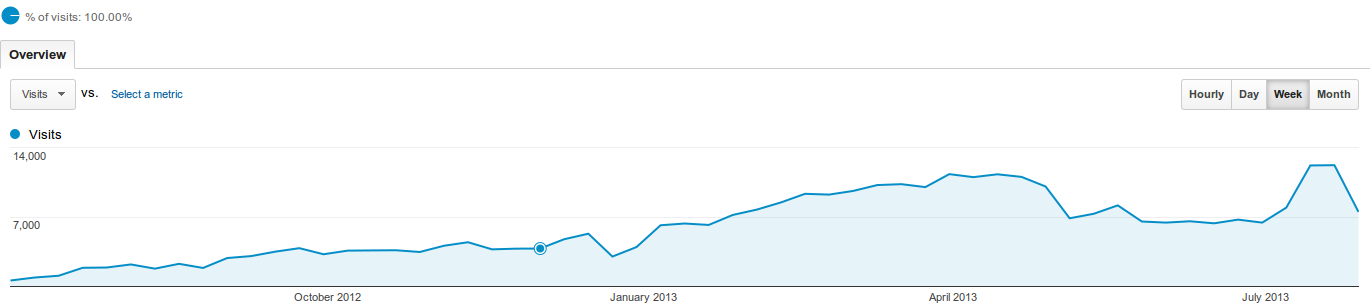 % of visits: 100.00%
Overview
Visits vs. Select a metric Hourly Day Week Month
Visits
14,000
7,000
October 2012 January 2013 April 2013 July 2013